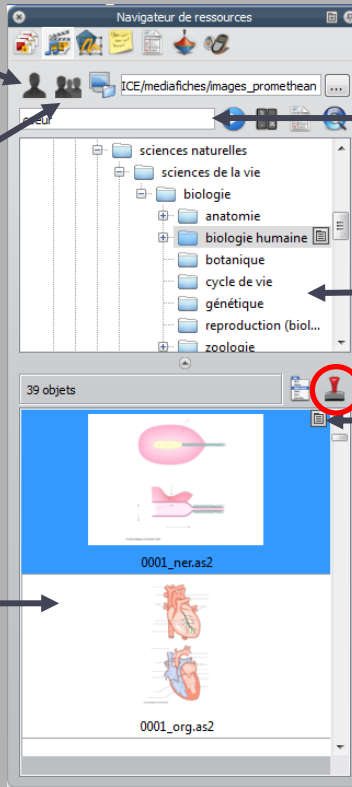 Navigateur de ressources
ICE/mediafiches/images_promethean
...
sciences naturelles
sciences de la vie
biologie
anatomie
biologie humaine
botanique
cycle de vie
génétique
reproduction (biol...
zoologie
39 objets
0001_ner.as2
0001_org.as2